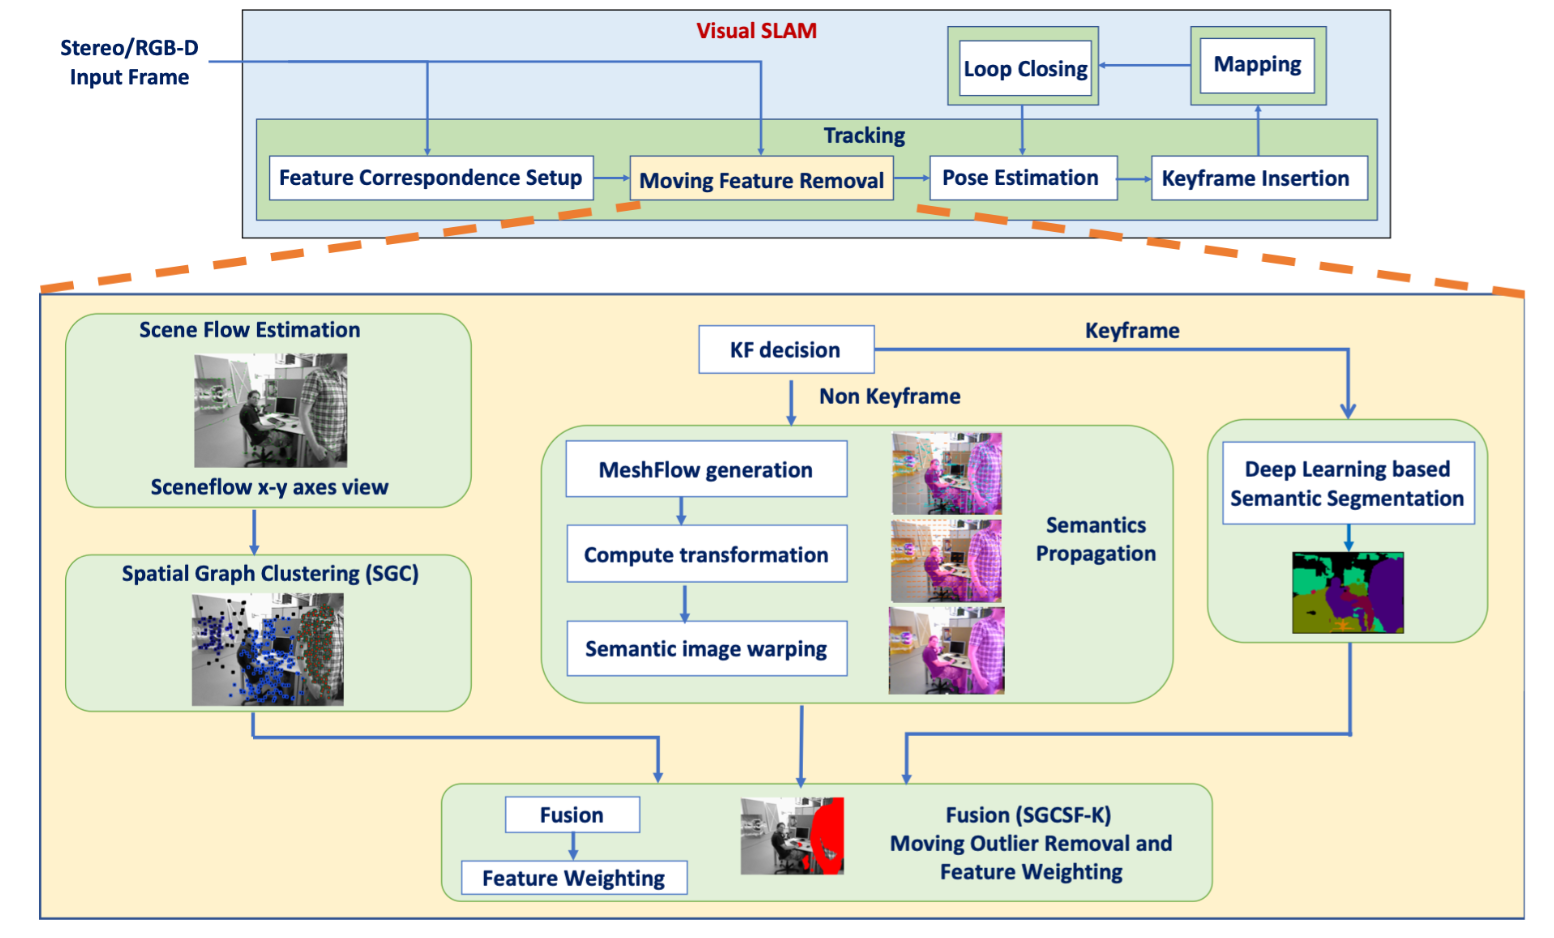 Visual SLAM
Stereo/RGB-D
Input Frame
Loop Closing
Mapping
Tracking
Feature Correspondence Setup
Moving Feature Removal
Pose Estimation
Keyframe Insertion
Scene Flow Estimation
Sceneflow x-y axes view
Spatial Graph Clustering (SGC)
KF decision
Keyframe
Non Keyframe
MeshFlow generation
Compute transformation
Semantic image warping
Semantics
Propagation
Deep Learning based
Semantic Segmentation
Fusion
Feature Weighting
Fusion (SGCSF-K)
Moving Outlier Removal and
Feature Weighting